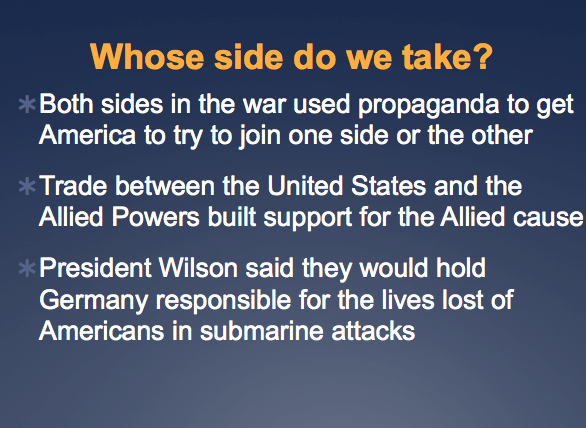 Whose side do we take?
Both sides in the war used propaganda to get
America to try to join one side or the other
Trade between the United States and the
Allied Powers built support for the Allied cause
President Wilson said they would hold
Germany responsible for the lives lost of
Americans in submarine attacks